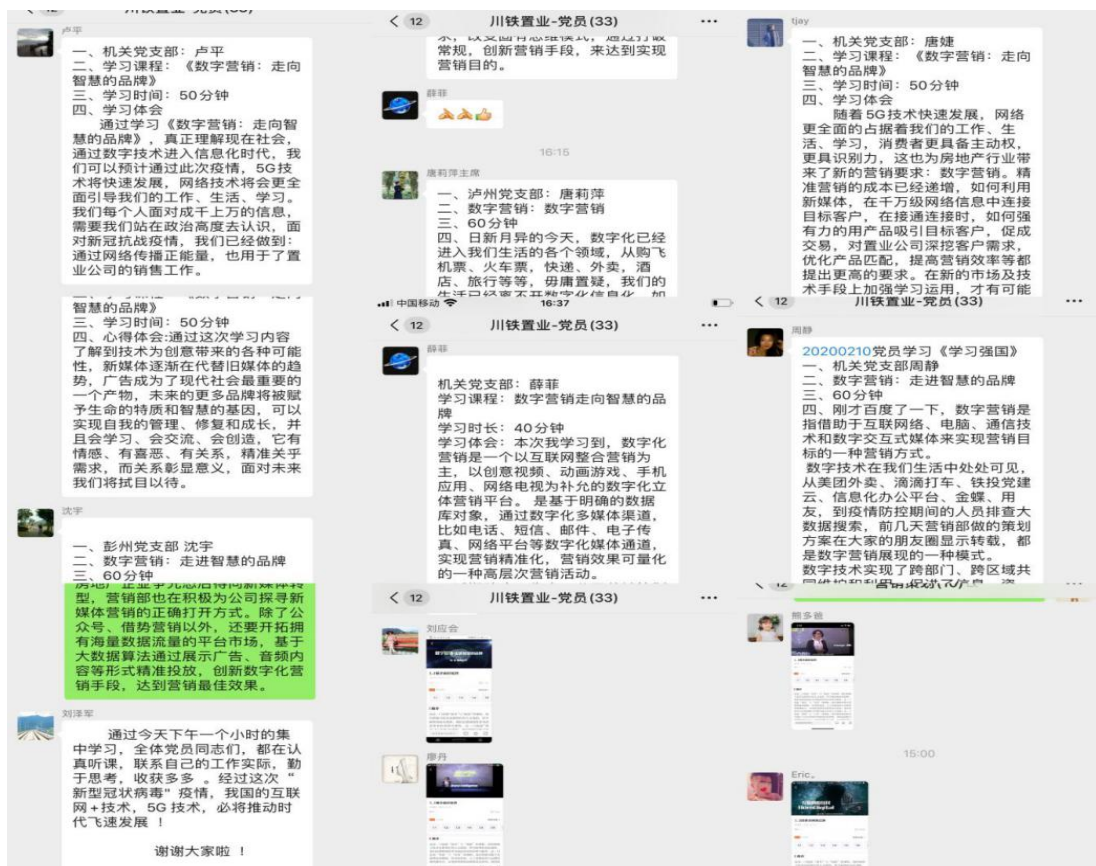 卢平
一、机关党支部：卢平
二、学习课程：《数字营销：走向
智慧的品牌》
三、学习时间：50分钟
四、学习体会
通过学习《数字营销：走向智
慧的品牌》，真正理解现在社会，
通过数字技术进入信息化时代，我
们可以预计通过此次疫情，5G技
术将快速发展，网络技术将会更全
面引导我们的工作、生活、学习。
我们每个人面对成千上万的信息，
需要我们站在政治高度去认识，面
对新冠抗战疫情，我们已经做到：
通过网络传播正能量，也用于了置
业公司的销售工作。
智慧的品牌》
三、学习时间：50分钟
四、心得体会:通过这次学习内容
了解到技术为创意带来的各种可能
性，新媒体逐渐在代替旧媒体的趋
势，广告成为了现代社会最重要的
一个产物，未来的更多品牌将被赋
予生命的特质和智慧的基因，可以
实现自我的管理、修复和成长，并
且会学习、会交流、会创造，它有
情感、有喜恶、有关系，精准关乎
需求，而关系彰显意义，面对未来
我们将拭目以待。
沈宇
一、彭州党支部 沈宇
二、数字营销：走进智慧的品牌
三、60分钟
房地产企业争先恐后得向新媒体转
型，营销部也在积极为公司探寻新
媒体营销的正确打开方式。除了公
众号、借势营销以外，还要开拓拥
有海量数据流量的平台市场，基于
大数据算法通过展示广告、音频内
容等形式精准投放，创新数字化营
销手段，达到营销最佳效果。
刘泽军
通过今天下午一个小时的集
中学习，全体党员同志们，都在认
真听课，联系自己的工作实际，勤
于思考，收获多多 。经过这次 “
新型冠状病毒”疫情，我国的互联
网+技术，5G 技术，必将推动时
代飞速发展 ！
谢谢大家啦 ！
12 川铁置业-党员(33)
求，改变固有思维模式，通过打破
常规，创新营销手段，来达到实现
营销目的。
薛菲
16:15
唐莉萍主席
一、泸州党支部：唐莉萍
二、数字营销：数字营销
三、60分钟
四、日新月异的今天，数字化已经
进入我们生活的各个领域，从购飞
机票、火车票，快递、外卖，酒
店、旅行等等，毋庸置疑，我们的
生活已经离不开数字化信息化，如
中国移动 16:37
12 川铁置业-党员(33)
薛菲
机关党支部：薛菲
学习课程：数字营销走向智慧的品
牌
学习时长：40分钟
学习体会：本次我学习到，数字化
营销是一个以互联网整合营销为
主，以创意视频、动画游戏、手机
应用、网络电视为补充的数字化立
体营销平台。 是基于明确的数据
库对象，通过数字化多媒体渠道，
比如电话、短信、邮件、电子传
真、网络平台等数字化媒体通道，
实现营销精准化，营销效果可量化
的一种高层次营销活动。
12 川铁置业-党员(33)
刘应会
廖丹
tjay
一、机关党支部：唐婕
二、学习课程：《数字营销：走向
智慧的品牌》
三、学习时间：50分钟
四、学习体会
随着5G技术快速发展，网络
更全面的占据着我们的工作、生
活、学习，消费者更具备主动权，
更具识别力，这也为房地产行业带
来了新的营销要求：数字营销。精
准营销的成本已经递增，如何利用
新媒体，在千万级网络信息中连接
目标客户，在接通连接时，如何强
有力的用产品吸引目标客户，促成
交易，对置业公司深挖客户需求，
优化产品匹配，提高营销效率等都
提出更高的要求。在新的市场及技
术手段上加强学习运用，才有可能
12 川铁置业-党员(33)
周静
20200210党员学习《学习强国》
一、机关党支部周静
二、数字营销：走进智慧的品牌
三、60分钟
四、刚才百度了一下，数字营销是
指借助于互联网络、电脑、通信技
术和数字交互式媒体来实现营销目
标的一种营销方式。
数字技术在我们生活中处处可见，
从美团外卖、滴滴打车、铁投党建
云、信息化办公平台、金蝶、用
友，到疫情防控期间的人员排查大
数据搜索，前几天营销部做的策划
方案在大家的朋友圈显示转载，都
是数字营销展现的一种模式。
数字技术实现了跨部门、跨区域共
熊多爸
15:00
Eric，